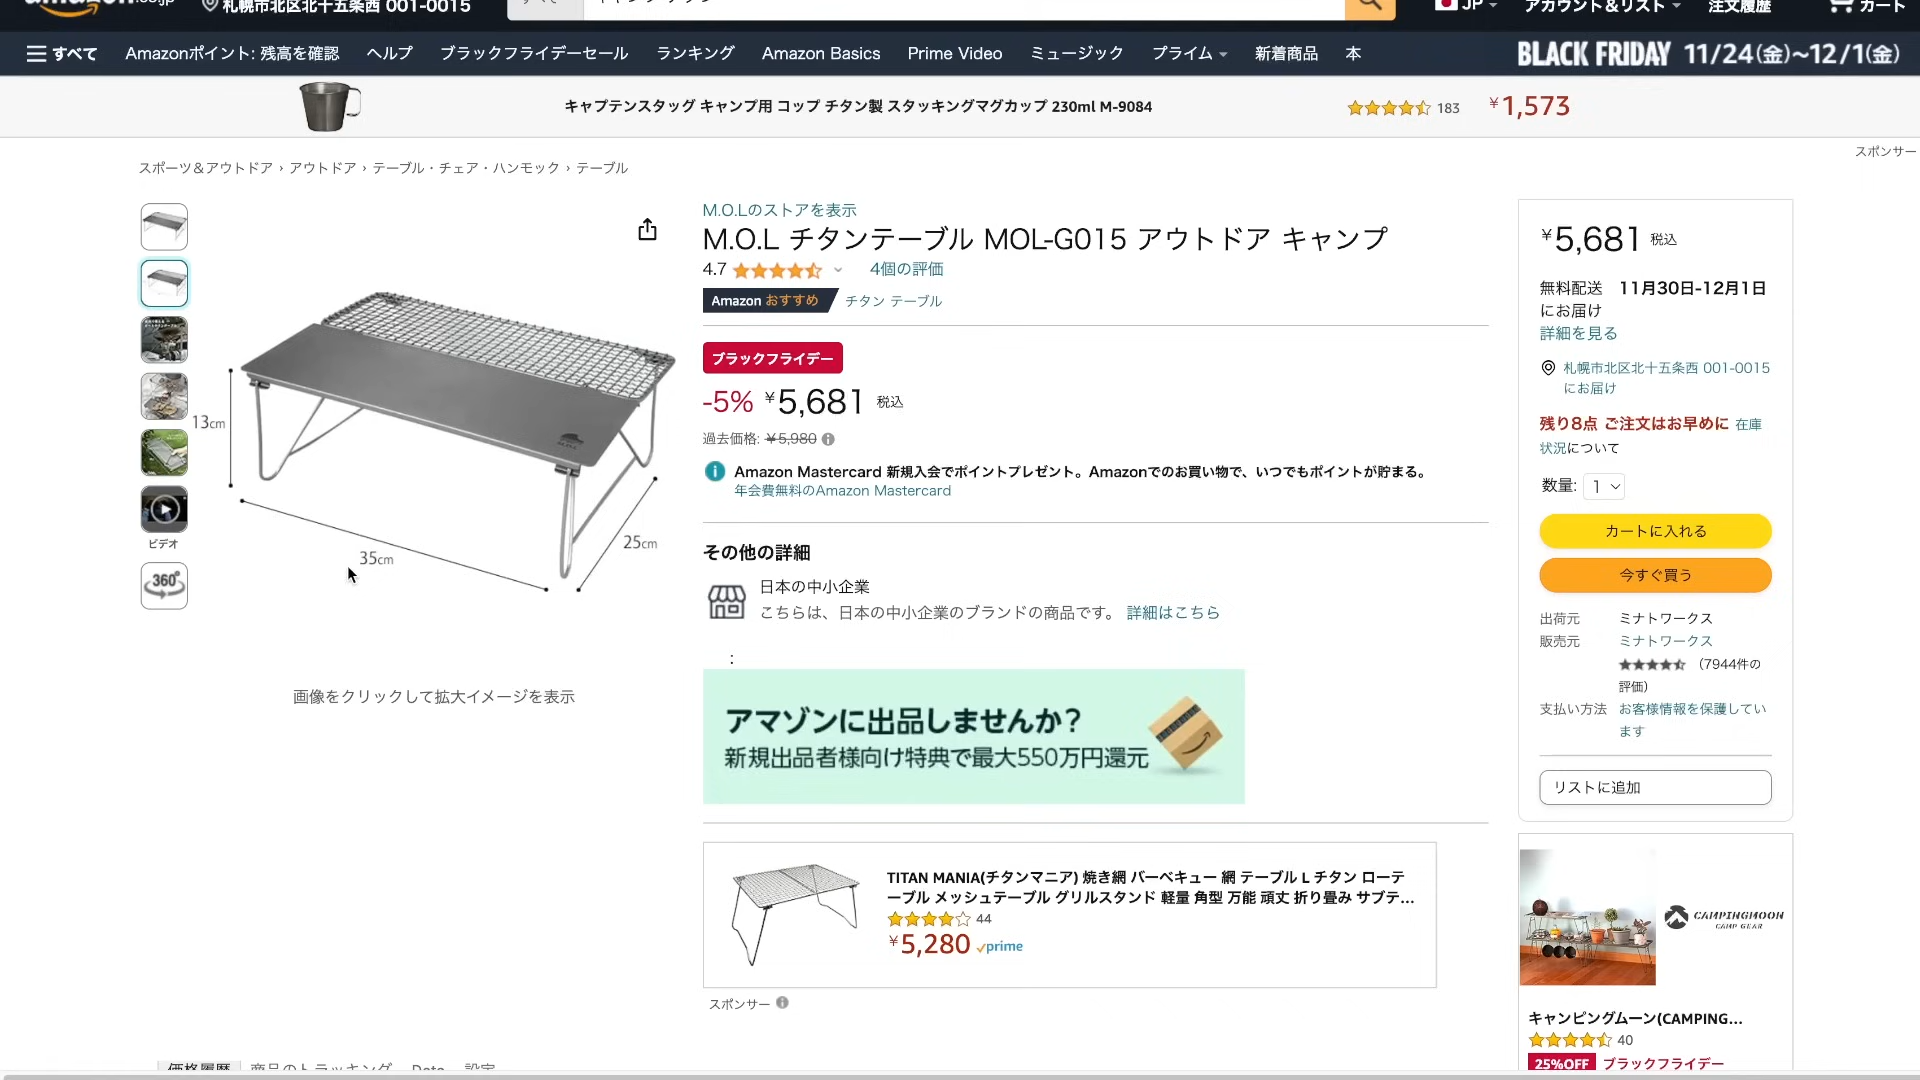 札幌市北区北十五条西 001-0015
JP
アカウント&リスト
注文履歴
カート
すべて
Amazonポイント: 残高を確認
ヘルプ
ブラックフライデーセール
ランキング
Amazon Basics
Prime Video
ミュージック
プライム
新着商品
本
BLACK FRIDAY 11/24(金)~12/1(金)
キャプテンスタッグ キャンプ用 コップ チタン製 スタッキングマグカップ 230ml M-9084
183
¥1,573
スポンサー
スポーツ&アウトドア › アウトドア › テーブル・チェア・ハンモック › テーブル
M.O.Lのストアを表示
M.O.L チタンテーブル MOL-G015 アウトドア キャンプ
4.7
4個の評価
Amazon おすすめ
チタン テーブル
ブラックフライデー
-5% ¥5,681 税込
過去価格: ¥5,980
Amazon Mastercard 新規入会でポイントプレゼント。Amazonでのお買い物で、いつでもポイントが貯まる。
年会費無料のAmazon Mastercard
13cm
35cm
25cm
ビデオ
360°
画像をクリックして拡大イメージを表示
その他の詳細
日本の中小企業
こちらは、日本の中小企業のブランドの商品です。 詳細はこちら
:
アマゾンに出品しませんか?
新規出品者様向け特典で最大550万円還元
TITAN MANIA(チタンマニア) 焼き網 バーベキュー 網 テーブル L チタン ローテ
ーブル メッシュテーブル グリルスタンド 軽量 角型 万能 頑丈 折り畳み サブテ...
44
¥5,280 prime
スポンサー
¥5,681 税込
無料配送 11月30日-12月1日
にお届け
詳細を見る
札幌市北区北十五条西 001-0015
にお届け
残り8点 ご注文はお早めに 在庫
状況について
数量: 1
カートに入れる
今すぐ買う
出荷元 ミナトワークス
販売元 ミナトワークス
(7944件の
評価)
支払い方法 お客様情報を保護してい
ます
リストに追加
CAMPINGMOON
CAMP GEAR
キャンピングムーン(CAMPING...
40
25%OFF ブラックフライデー
価格履歴
商品のトラッキング
Data
設定